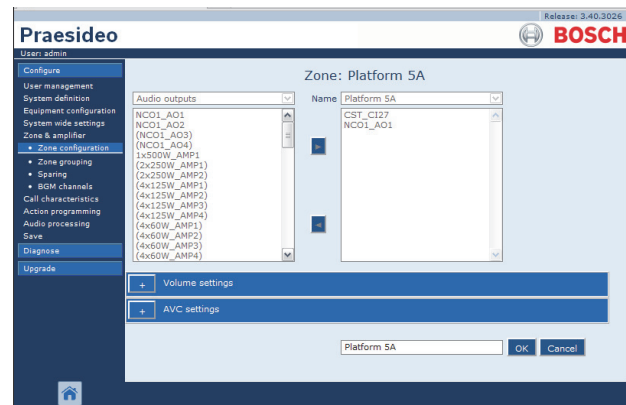 Release: 3.40.3026
Praesideo
BOSCH
User: admin
Configure
User management
System definition
Equipment configuration
System wide settings
Zone & amplifier
• Zone configuration
• Zone grouping
• Sparing
• BGM channels
Call characteristics
Action programming
Audio processing
Save
Diagnose
Upgrade
Zone: Platform 5A
Audio outputs
NCO1_AO1
NCO1_AO2
(NCO1_AO3)
(NCO1_AO4)
1x500W_AMP1
(2x250W_AMP1)
(2x250W_AMP2)
(4x125W_AMP1)
(4x125W_AMP2)
(4x125W_AMP3)
(4x125W_AMP4)
(4x60W_AMP1)
(4x60W_AMP2)
(4x60W_AMP3)
(4x60W_AMP4)
Name Platform 5A
CST_CI27
NCO1_AO1
+ Volume settings
+ AVC settings
Platform 5A
OK Cancel